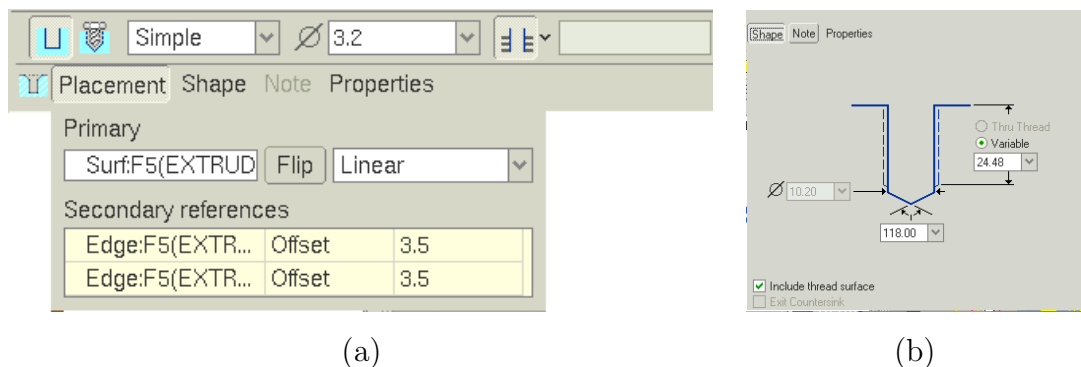 Simple 3.2
Placement Shape Note Properties
Primary
Surf:F5(EXTRUD Flip Linear
Secondary references
Edge:F5(EXTR... Offset 3.5
Edge:F5(EXTR... Offset 3.5
(a)
Shape Note Properties
Thru Thread
Variable
24.48
10.20
118.00
Include thread surface
Exit Countersink
(b)